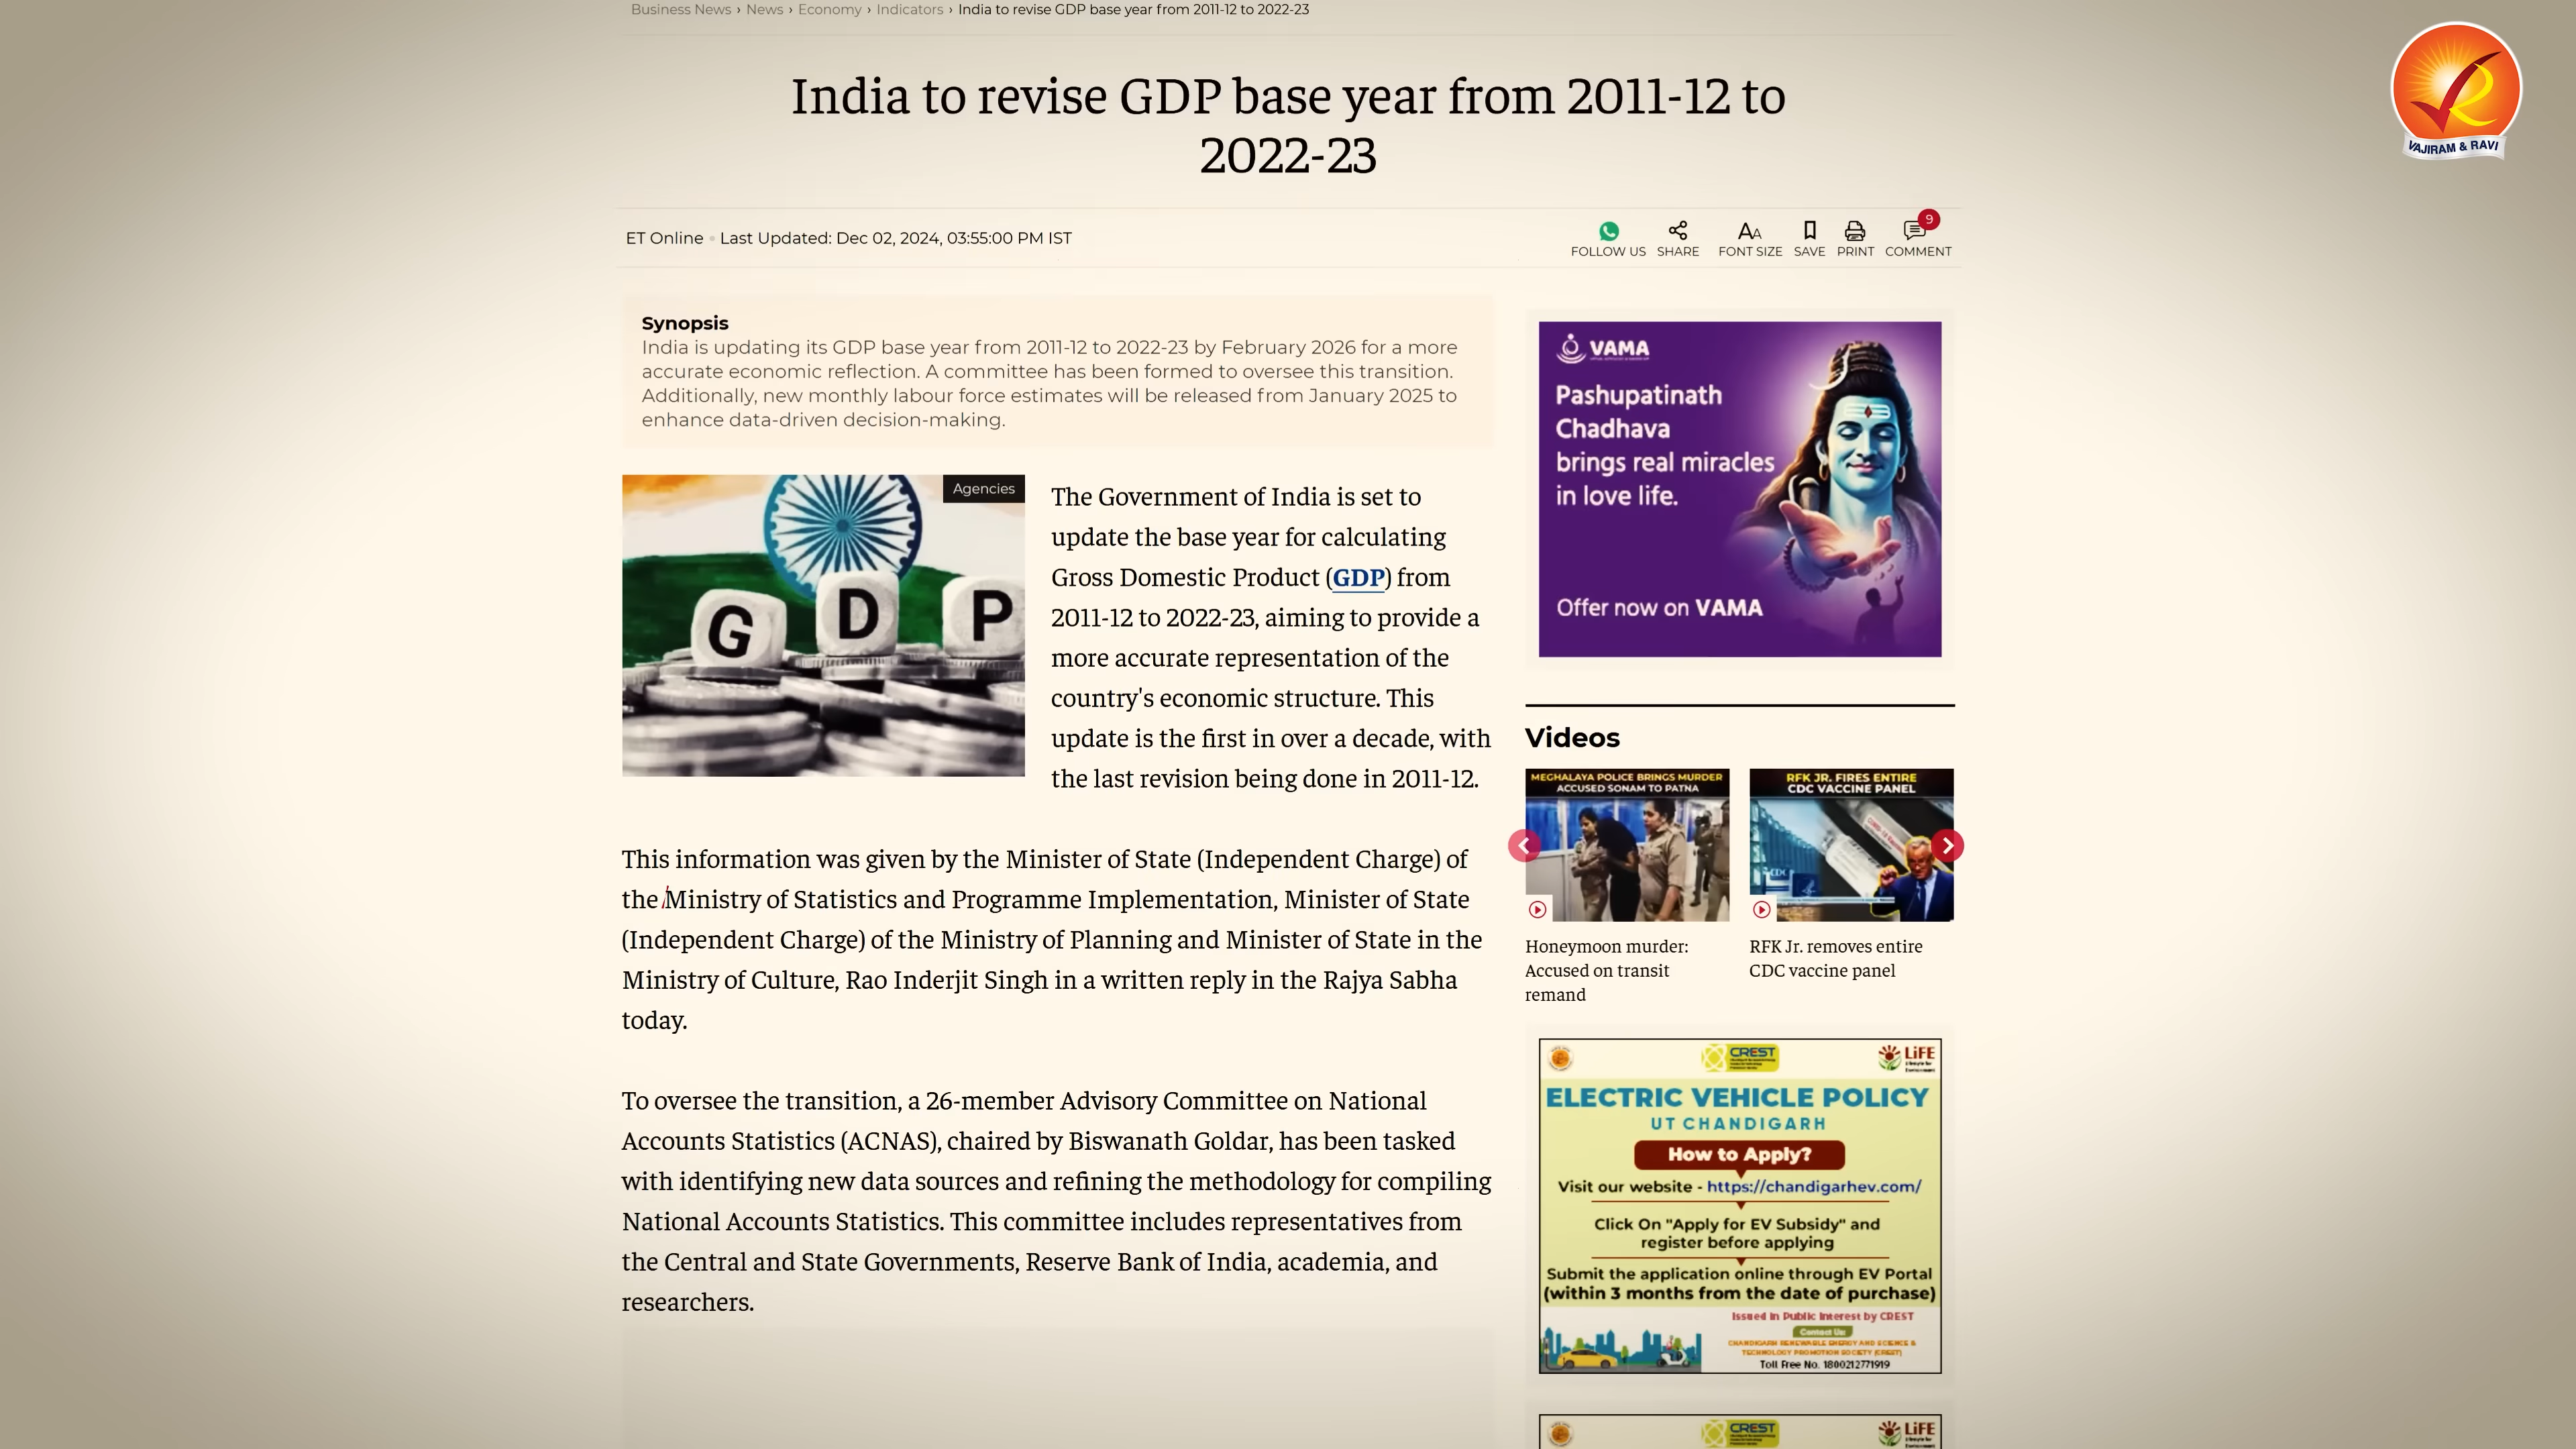 Business News › News › Economy › Indicators › India to revise GDP base year from 2011-12 to 2022-23
VAJIRAM & RAVI
India to revise GDP base year from 2011-12 to
2022-23
ET Online Last Updated: Dec 02, 2024, 03:55:00 PM IST
9
FOLLOW US SHARE FONT SIZE SAVE PRINT COMMENT
Synopsis
India is updating its GDP base year from 2011-12 to 2022-23 by February 2026 for a more
accurate economic reflection. A committee has been formed to oversee this transition.
Additionally, new monthly labour force estimates will be released from January 2025 to
enhance data-driven decision-making.
Agencies
G D P
The Government of India is set to
update the base year for calculating
Gross Domestic Product (GDP) from
2011-12 to 2022-23, aiming to provide a
more accurate representation of the
country's economic structure. This
update is the first in over a decade, with
the last revision being done in 2011-12.
This information was given by the Minister of State (Independent Charge) of
the Ministry of Statistics and Programme Implementation, Minister of State
(Independent Charge) of the Ministry of Planning and Minister of State in the
Ministry of Culture, Rao Inderjit Singh in a written reply in the Rajya Sabha
today.
To oversee the transition, a 26-member Advisory Committee on National
Accounts Statistics (ACNAS), chaired by Biswanath Goldar, has been tasked
with identifying new data sources and refining the methodology for compiling
National Accounts Statistics. This committee includes representatives from
the Central and State Governments, Reserve Bank of India, academia, and
researchers.
VAMA
Pashupatinath
Chadhava
brings real miracles
in love life.
Offer now on VAMA
Videos
MEGHALAYA POLICE BRINGS MURDER
ACCUSED SONAM TO PATNA
RFK JR. FIRES ENTIRE
CDC VACCINE PANEL
CDC
Honeymoon murder:
Accused on transit
remand
RFK Jr. removes entire
CDC vaccine panel
CREST
LiFE
ELECTRIC VEHICLE POLICY
UT CHANDIGARH
How to Apply?
Visit our website - https://chandigarhev.com/
Click On "Apply for EV Subsidy" and
register before applying
Submit the application online through EV Portal
(within 3 months from the date of purchase)
Issued in Public Interest by CREST
Contact Us:
CHANDIGARH RENEWABLE ENERGY AND SCIENCE &
TECHNOLOGY PROMOTION SOCIETY (CREST)
Toll Free No. 1800212771919
CREST
LiFE